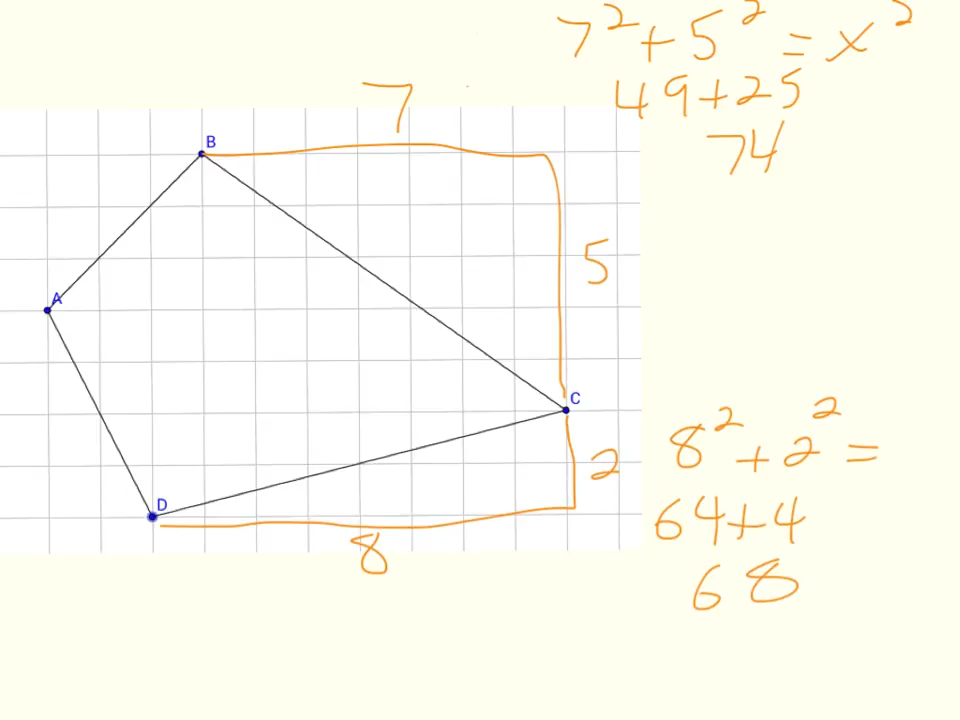 7² + 5² = x²
49+25
74
7
B
5
A
C
2
8² + 2² =
64+4
68
D
8